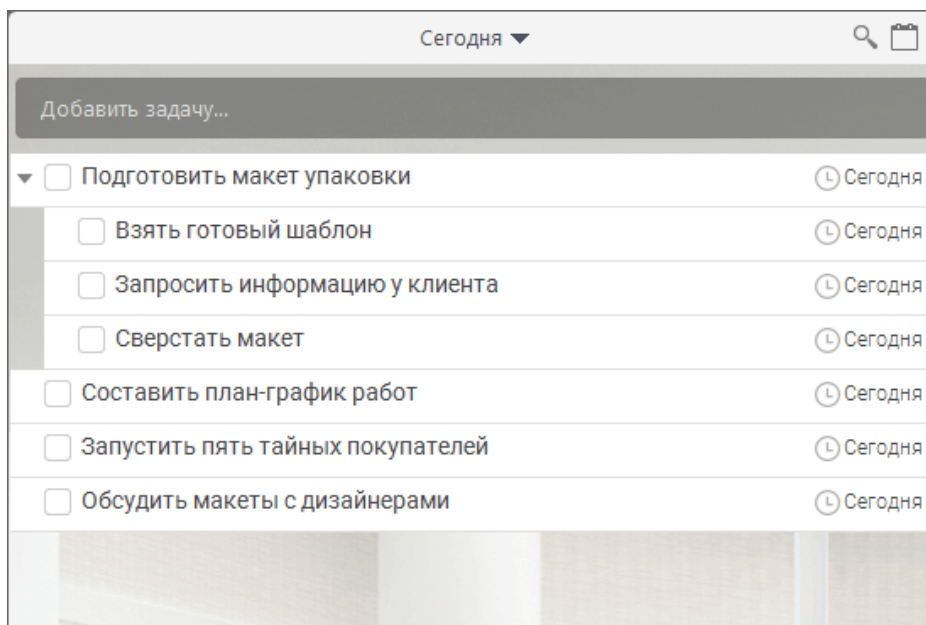 Сегодня
Добавить задачу...
Подготовить макет упаковки Сегодня
Взять готовый шаблон Сегодня
Запросить информацию у клиента Сегодня
Сверстать макет Сегодня
Составить план-график работ Сегодня
Запустить пять тайных покупателей Сегодня
Обсудить макеты с дизайнерами Сегодня